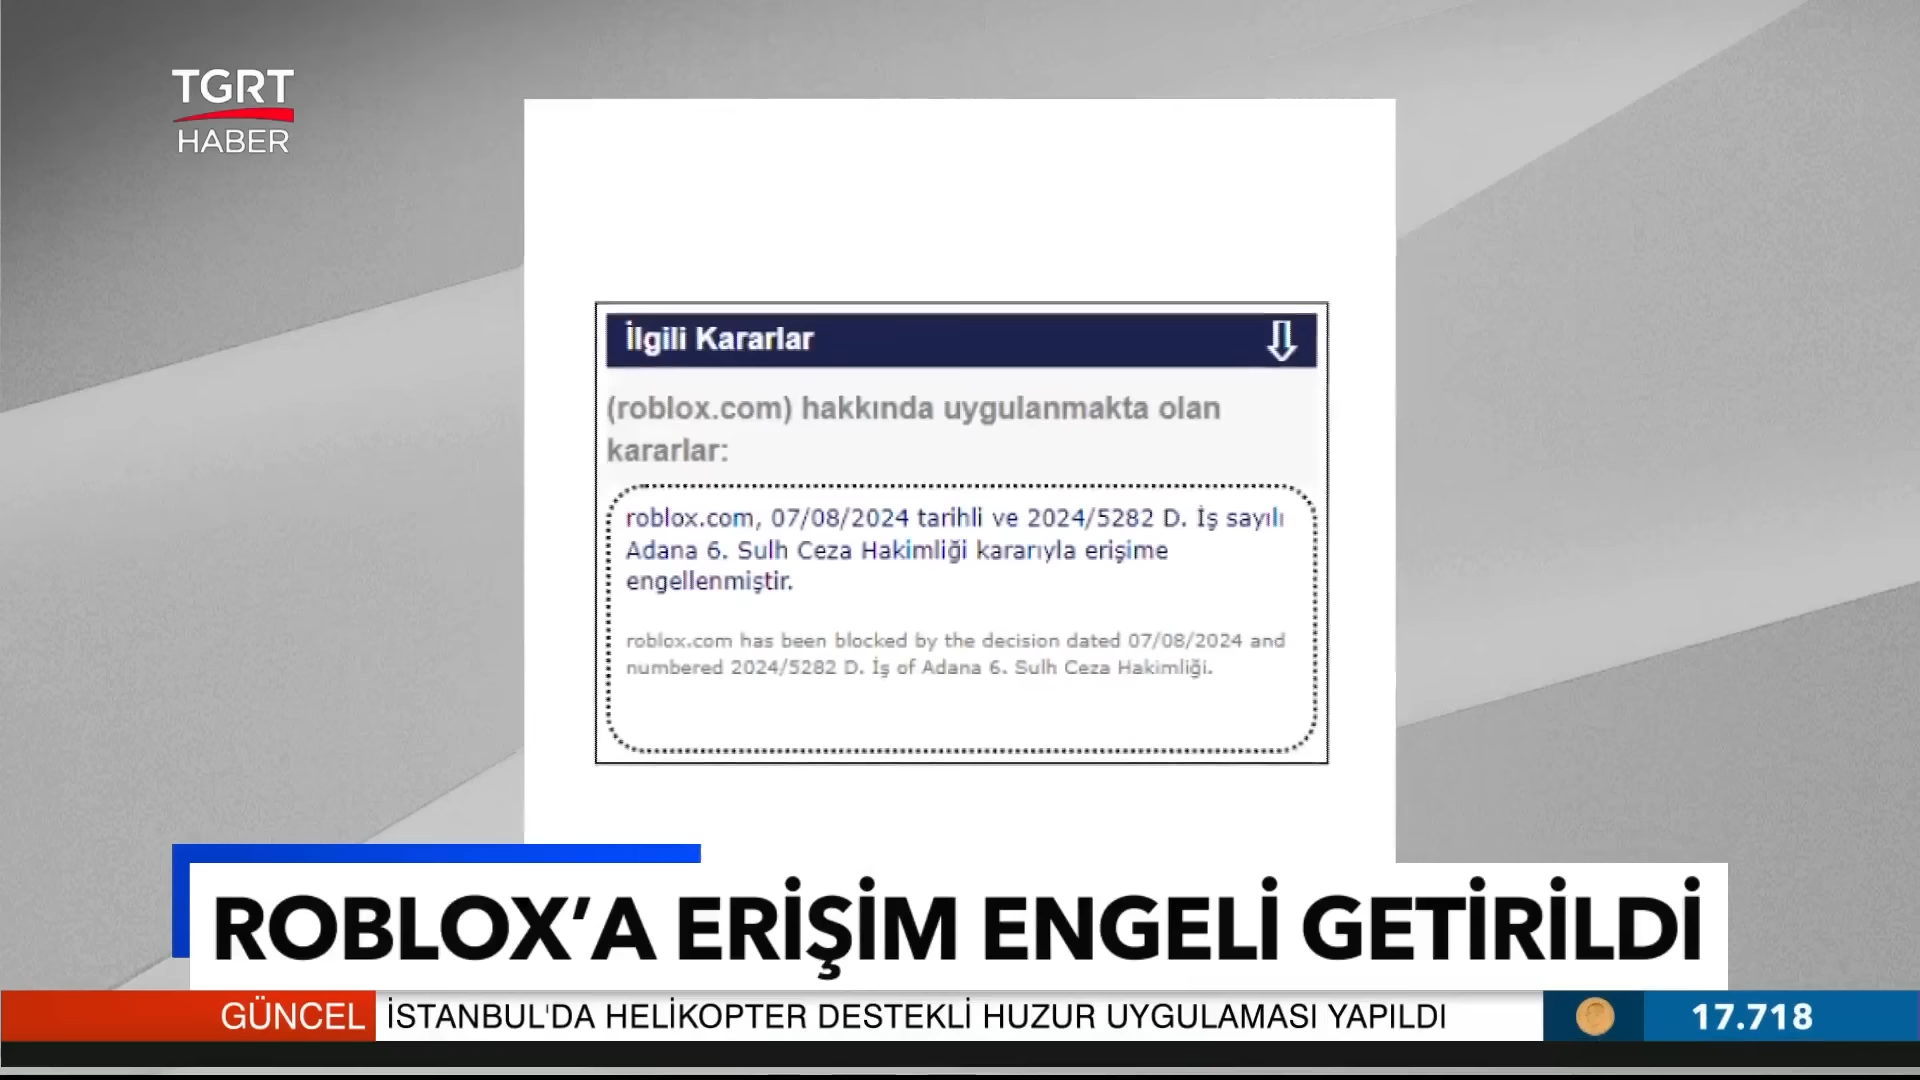 TGRT
HABER
İlgili Kararlar
(roblox.com) hakkında uygulanmakta olan
kararlar:
roblox.com, 07/08/2024 tarihli ve 2024/5282 D. İş sayılı
Adana 6. Sulh Ceza Hakimliği kararıyla erişime
engellenmiştir.
roblox.com has been blocked by the decision dated 07/08/2024 and
numbered 2024/5282 D. İş of Adana 6. Sulh Ceza Hakimliği.
ROBLOX’A ERİŞİM ENGELİ GETİRİLDİ
GÜNCEL İSTANBUL'DA HELİKOPTER DESTEKLİ HUZUR UYGULAMASI YAPILDI 17.718